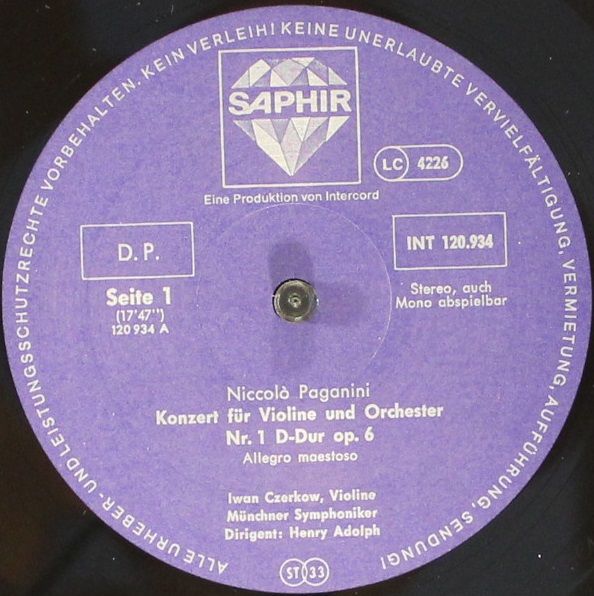 ALLE URHEBER- UND LEISTUNGSSCHUTZRECHTE VORBEHALTEN. KEIN VERLEIH! KEINE UNERLAUBTE VERVIELFÄLTIGUNG, VERMIETUNG, AUFFÜHRUNG, SENDUNG!
SAPHIR
LC 4226
Eine Produktion von Intercord
D.P.
INT 120.934
Seite 1
(17'47'')
120 934 A
Stereo, auch
Mono abspielbar
Niccolò Paganini
Konzert für Violine und Orchester
Nr. 1 D-Dur op. 6
Allegro maestoso
Iwan Czerkow, Violine
Münchner Symphoniker
Dirigent: Henry Adolph
ST 33